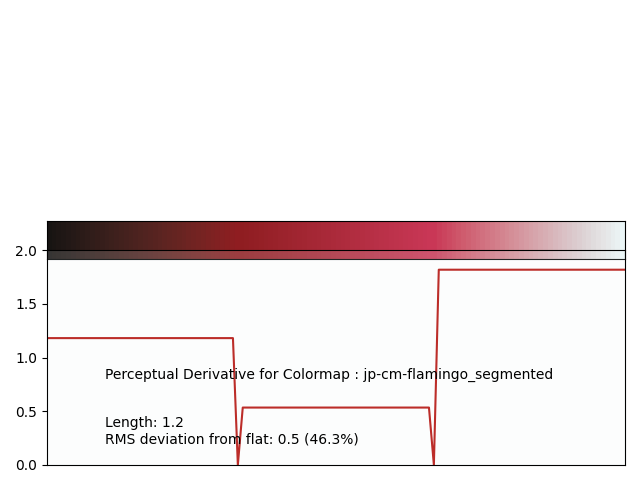 2.0
1.5
1.0
Perceptual Derivative for Colormap : jp-cm-flamingo_segmented
0.5
Length: 1.2
RMS deviation from flat: 0.5 (46.3%)
0.0